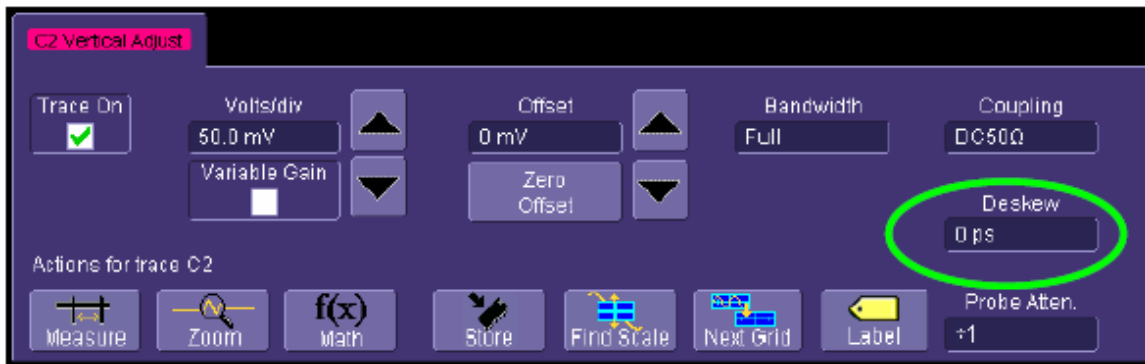 C2 Vertical Adjust
Trace On
Volts/div
50.0 mV
Variable Gain
Offset
0 mV
Zero
Offset
Bandwidth
Full
Coupling
DC50Ω
Deskew
0 ps
Actions for trace C2
Measure
Zoom
f(x)
Math
Store
Find Scale
Next Grid
Label
Probe Atten.
÷1